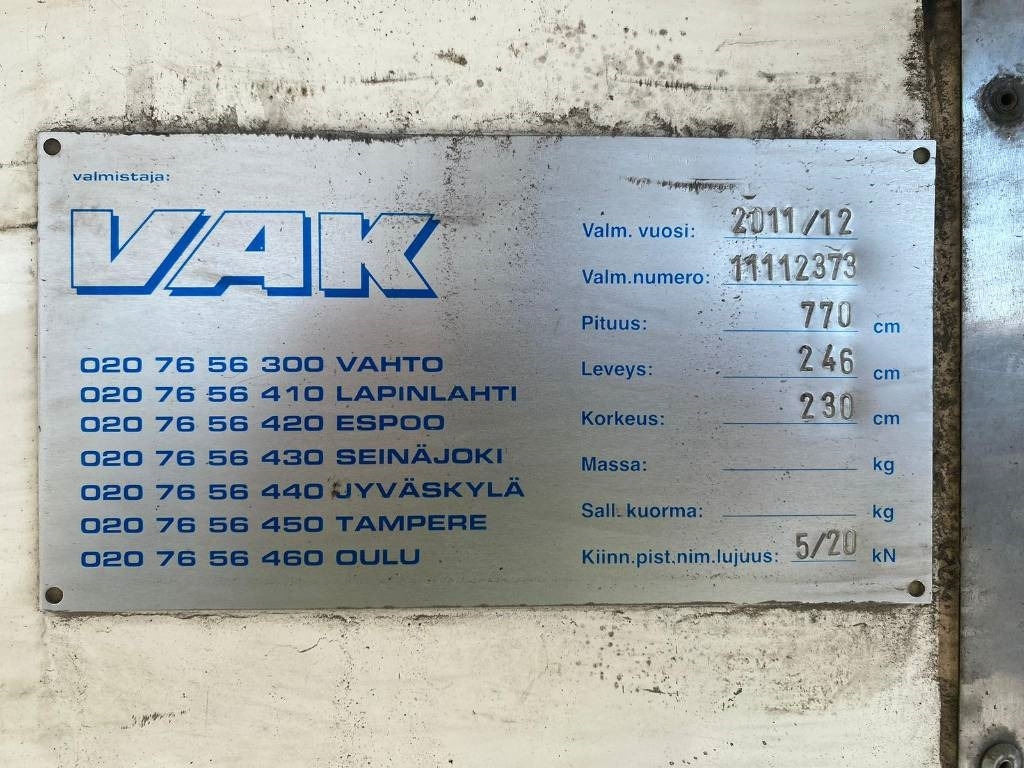 valmistaja:
VAK
020 76 56 300 VAHTO
020 76 56 410 LAPINLAHTI
020 76 56 420 ESPOO
020 76 56 430 SEINÄJOKI
020 76 56 440 JYVÄSKYLÄ
020 76 56 450 TAMPERE
020 76 56 460 OULU
Valm. vuosi: 2011/12
Valm.numero: 11112373
Pituus: 770 cm
Leveys: 246 cm
Korkeus: 230 cm
Massa: kg
Sall. kuorma: kg
Kiinn.pist.nim.lujuus: 5/20 kN